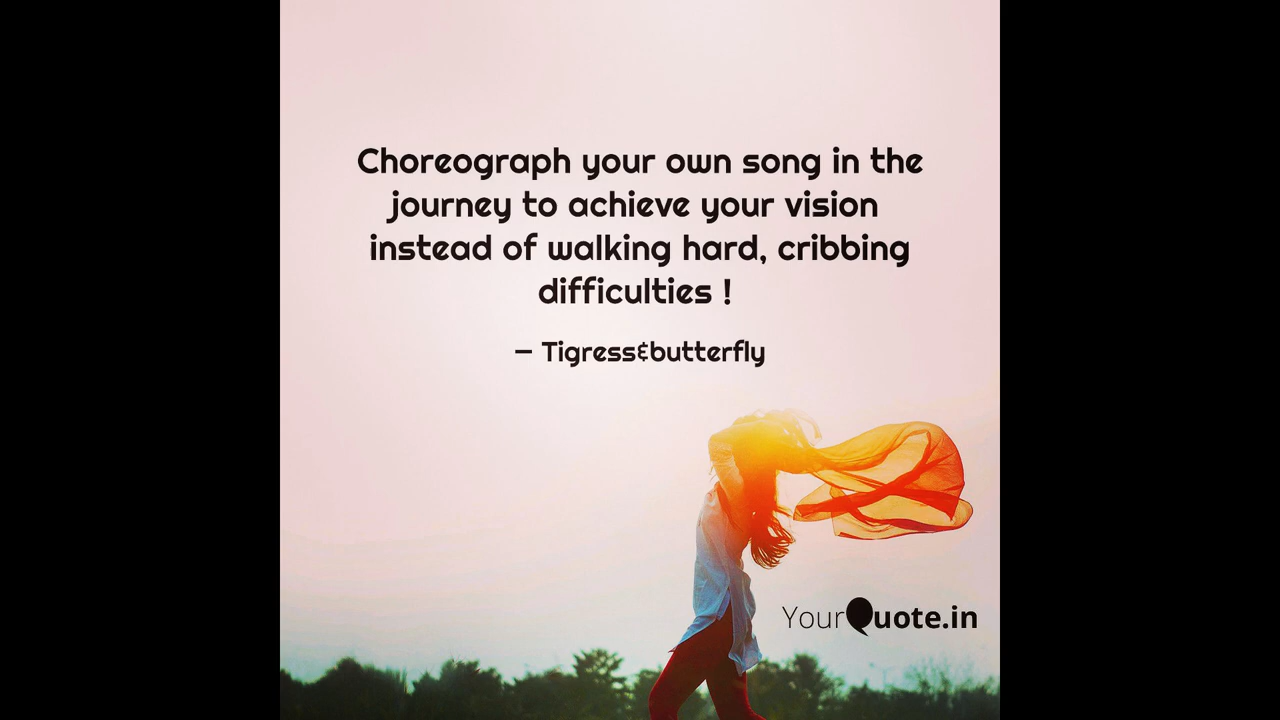 Choreograph your own song in the
journey to achieve your vision
instead of walking hard, cribbing
difficulties !
— Tigress&butterfly
YourQuote.in